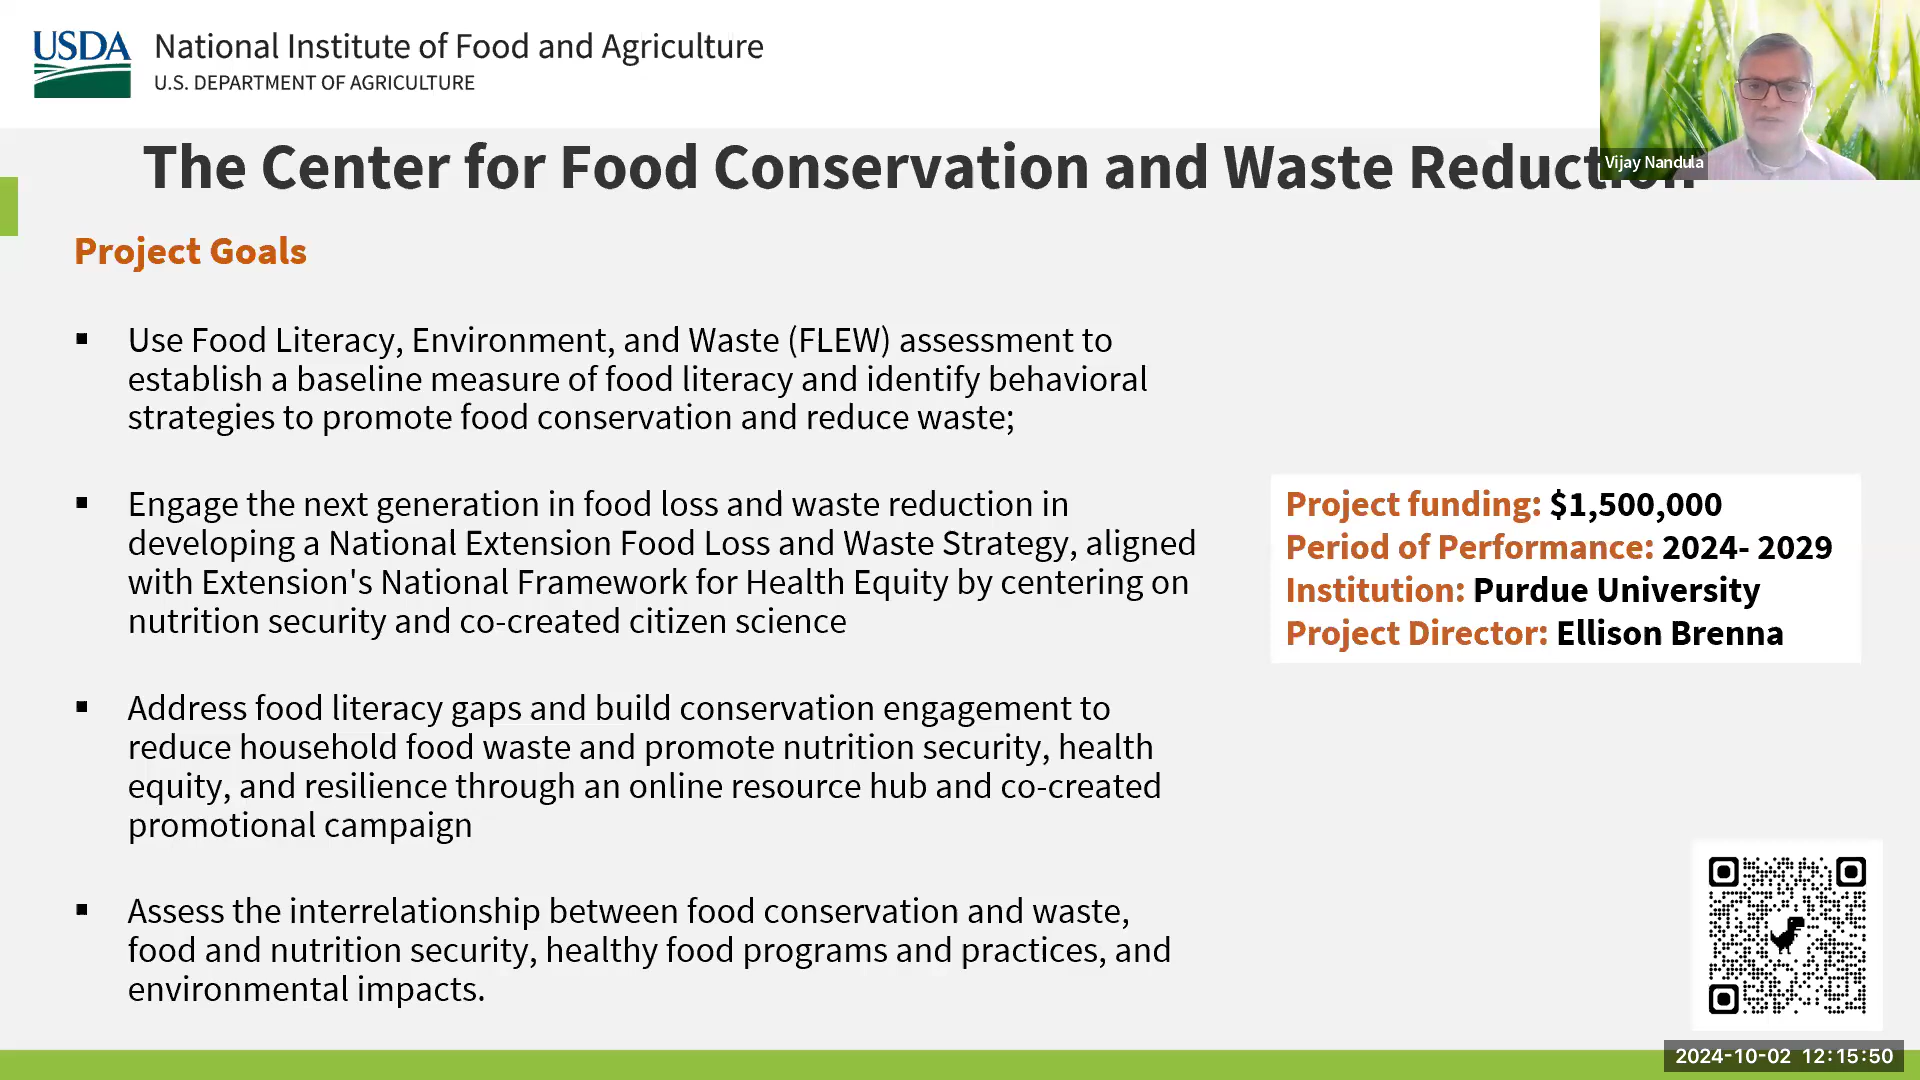 USDA
National Institute of Food and Agriculture
U.S. DEPARTMENT OF AGRICULTURE
Vijay Nandula
The Center for Food Conservation and Waste Reduction
Project Goals
▪ Use Food Literacy, Environment, and Waste (FLEW) assessment to
establish a baseline measure of food literacy and identify behavioral
strategies to promote food conservation and reduce waste;
▪ Engage the next generation in food loss and waste reduction in
developing a National Extension Food Loss and Waste Strategy, aligned
with Extension's National Framework for Health Equity by centering on
nutrition security and co-created citizen science
▪ Address food literacy gaps and build conservation engagement to
reduce household food waste and promote nutrition security, health
equity, and resilience through an online resource hub and co-created
promotional campaign
▪ Assess the interrelationship between food conservation and waste,
food and nutrition security, healthy food programs and practices, and
environmental impacts.
Project funding: $1,500,000
Period of Performance: 2024- 2029
Institution: Purdue University
Project Director: Ellison Brenna
2024-10-02 12:15:50